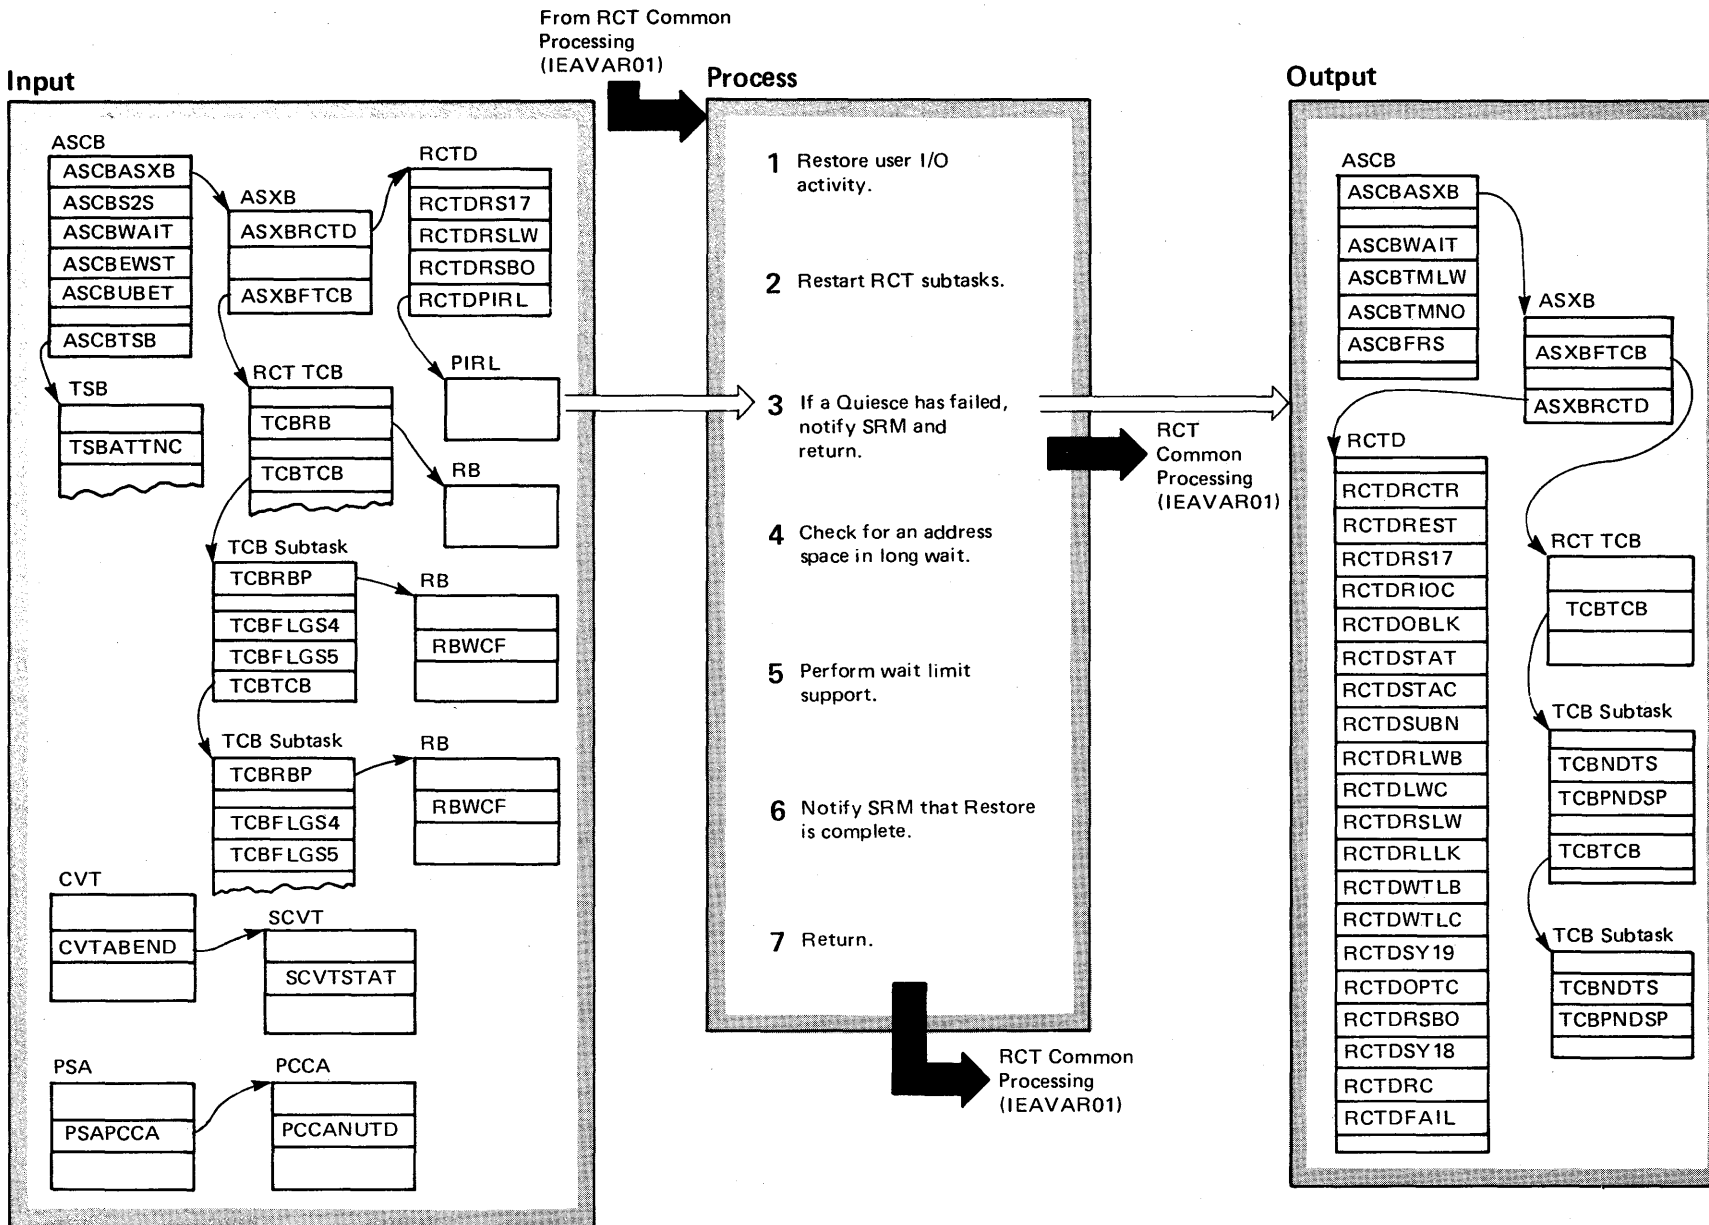 From RCT Common
Processing
(IEAVAR01)
Input
ASCB
ASCBASXB
ASCBS2S
ASCBWAIT
ASCBEWST
ASCBUBET
ASCBTSB
ASXB
ASXBRCTD
ASXBFTCB
RCTD
RCTDRS17
RCTDRSLW
RCTDRSBO
RCTDPIRL
TSB
TSBATTNC
RCT TCB
TCBRB
TCBTCB
PIRL
RB
TCB Subtask
TCBRBP
TCBFLGS4
TCBFLGS5
TCBTCB
RB
RBWCF
TCB Subtask
TCBRBP
TCBFLGS4
TCBFLGS5
RB
RBWCF
CVT
CVTABEND
SCVT
SCVTSTAT
PSA
PSAPCCA
PCCA
PCCANUTD
Process
1 Restore user I/O
activity.
2 Restart RCT subtasks.
3 If a Quiesce has failed,
notify SRM and
return.
4 Check for an address
space in long wait.
5 Perform wait limit
support.
6 Notify SRM that Restore
is complete.
7 Return.
RCT
Common
Processing
(IEAVAR01)
RCT Common
Processing
(IEAVAR01)
Output
ASCB
ASCBASXB
ASCBWAIT
ASCBTMLW
ASCBTMNO
ASCBFRS
ASXB
ASXBFTCB
ASXBRCTD
RCTD
RCTDRCTR
RCTDREST
RCTDRS17
RCTDRIOC
RCTDOBLK
RCTDSTAT
RCTDSTAC
RCTDSUBN
RCTDRLWB
RCTDLWC
RCTDRSLW
RCTDRLLK
RCTDWTLB
RCTDWTLC
RCTDSY19
RCTDOPTC
RCTDRSBO
RCTDSY18
RCTDRC
RCTDFAIL
RCT TCB
TCBTCB
TCB Subtask
TCBNDTS
TCBPNDSP
TCBTCB
TCB Subtask
TCBNDTS
TCBPNDSP